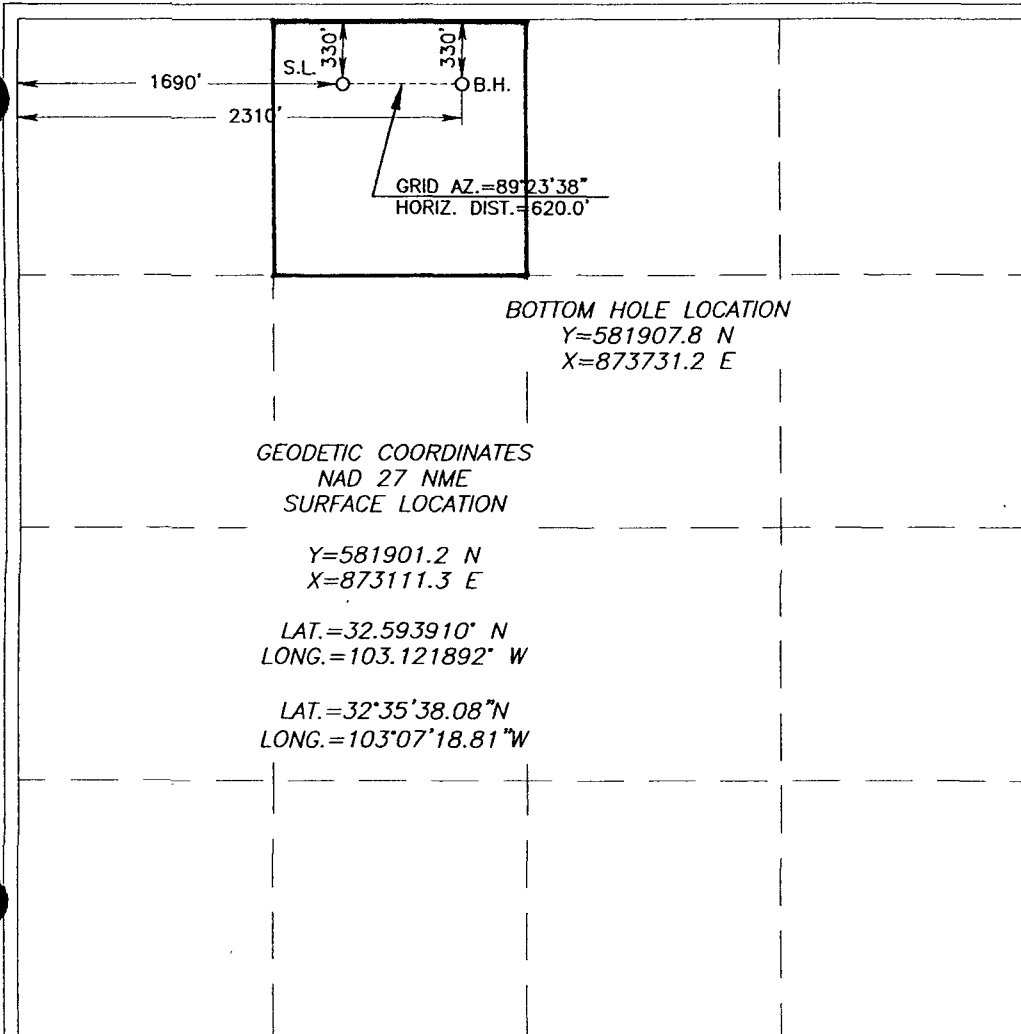 330'
330'
S.L.
B.H.
1690'
2310'
GRID AZ.=89°23'38"
HORIZ. DIST.=620.0'
BOTTOM HOLE LOCATION
Y=581907.8 N
X=873731.2 E
GEODETIC COORDINATES
NAD 27 NME
SURFACE LOCATION
Y=581901.2 N
X=873111.3 E
LAT.=32.593910° N
LONG.=103.121892° W
LAT.=32°35'38.08"N
LONG.=103°07'18.81"W